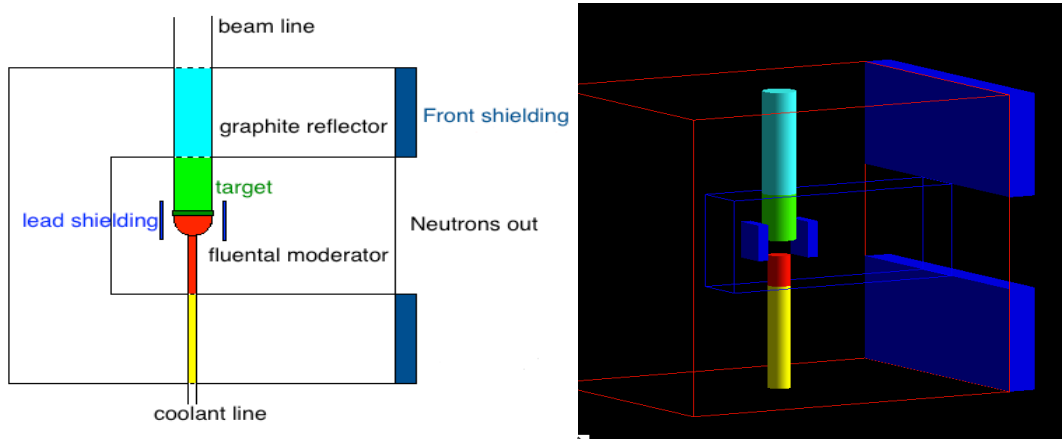 beam line
graphite reflector
Front shielding
target
lead shielding
Neutrons out
fluental moderator
coolant line